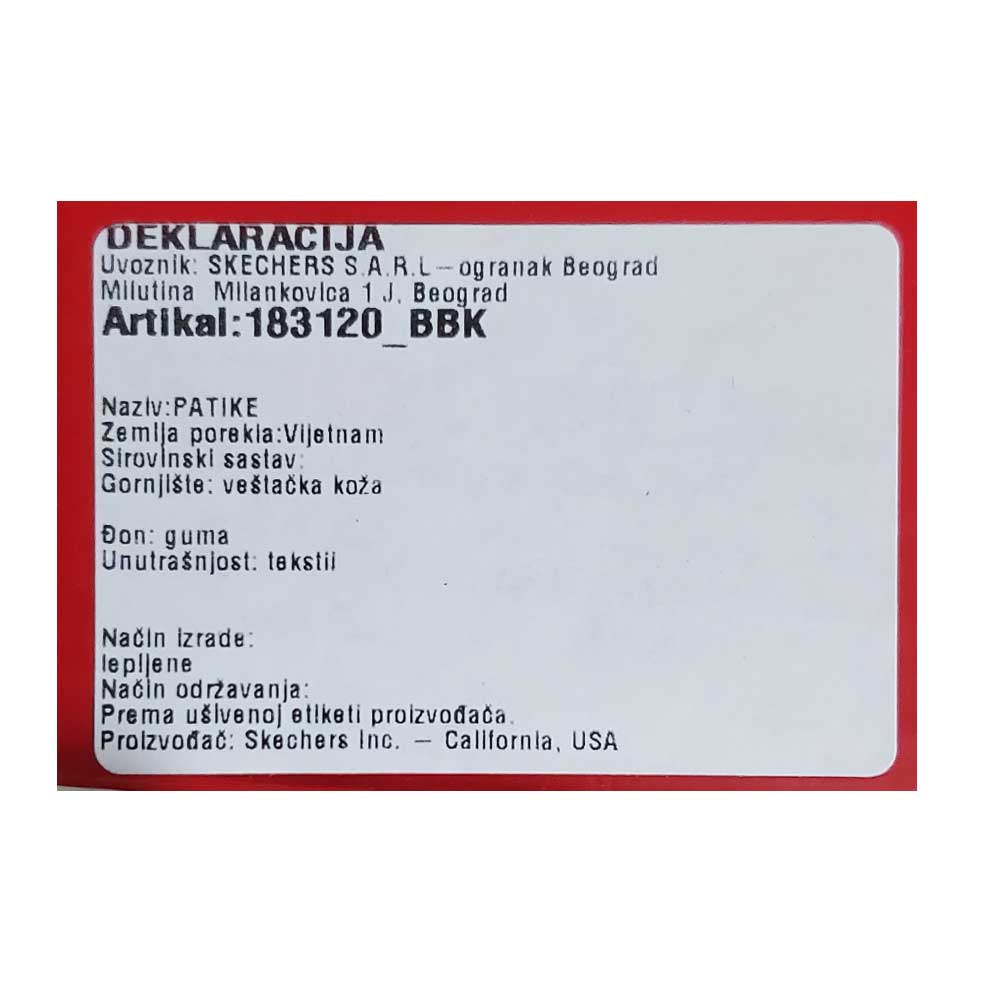 DEKLARACIJA
Uvoznik: SKECHERS S.A.R.L – ogranak Beograd
Milutina Milankovica 1 J, Beograd
Artikal:183120_BBK
Naziv:PATIKE
Zemlja porekla:Vijetnam
Sirovinski sastav:
Gornjište: veštačka koža
Đon: guma
Unutrašnjost: tekstil
Način izrade:
lepljene
Način održavanja:
Prema ušivenoj etiketi proizvođača.
Proizvođač: Skechers Inc. – California, USA